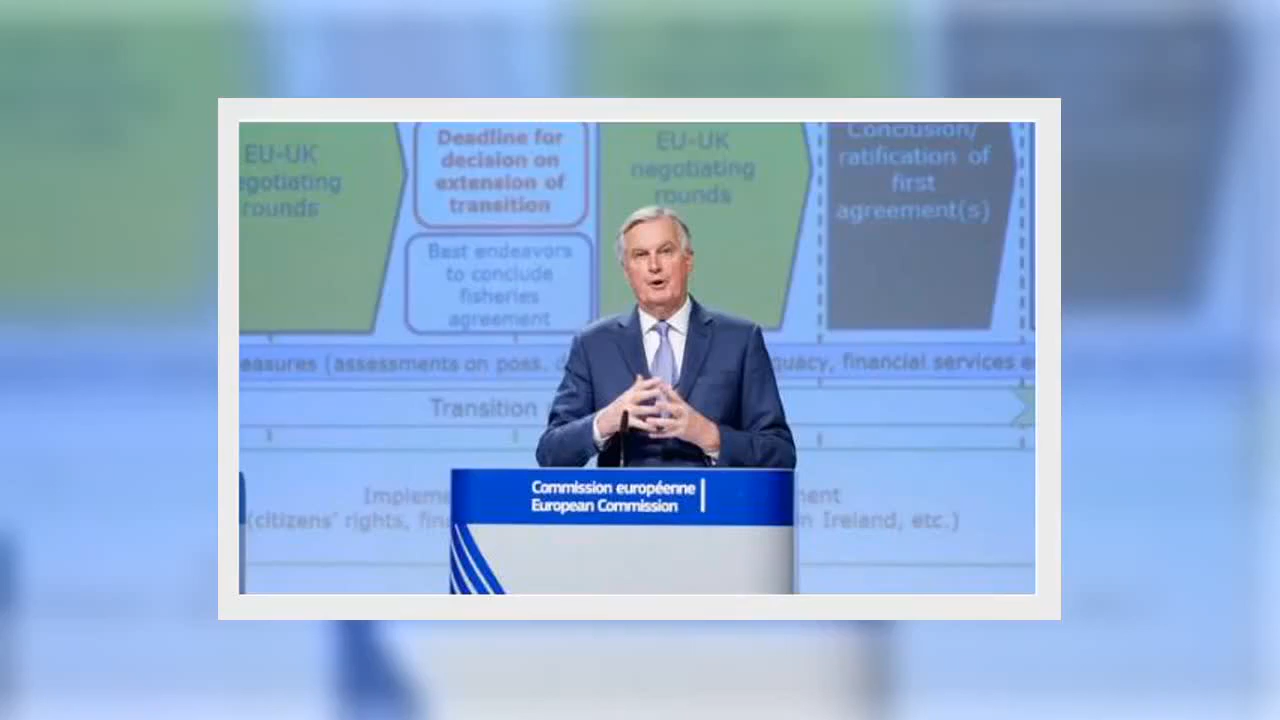 EU-UK
egotiating
rounds
Deadline for
decision on
extension of
transition
Best endeavors
to conclude
fisheries
agreement
EU-UK
negotiating
rounds
Conclusion/
ratification of
first
agreement(s)
easures (assessments on poss. d
quacy, financial services e
Transition
Impleme
ment
(citizens' rights, fin
n Ireland, etc.)
Commission européenne
European Commission